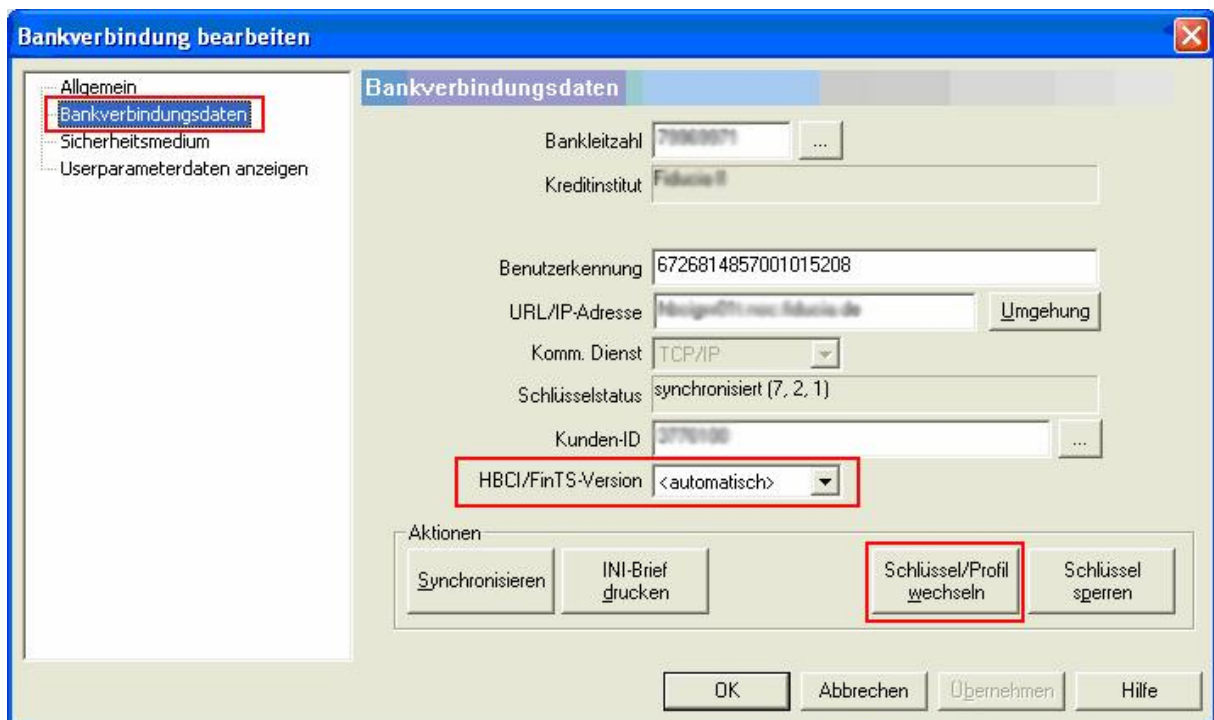 Bankverbindung bearbeiten
Allgemein
Bankverbindungsdaten
Sicherheitsmedium
Userparameterdaten anzeigen
Bankverbindungsdaten
Bankleitzahl ...
Kreditinstitut
Benutzerkennung 6726814857001015208
URL/IP-Adresse Umgehung
Komm. Dienst TCP/IP
Schlüsselstatus synchronisiert (7, 2, 1)
Kunden-ID ...
HBCI/FinTS-Version <automatisch>
Aktionen
Synchronisieren
INI-Brief
drucken
Schlüssel/Profil
wechseln
Schlüssel
sperren
OK Abbrechen Übernehmen Hilfe